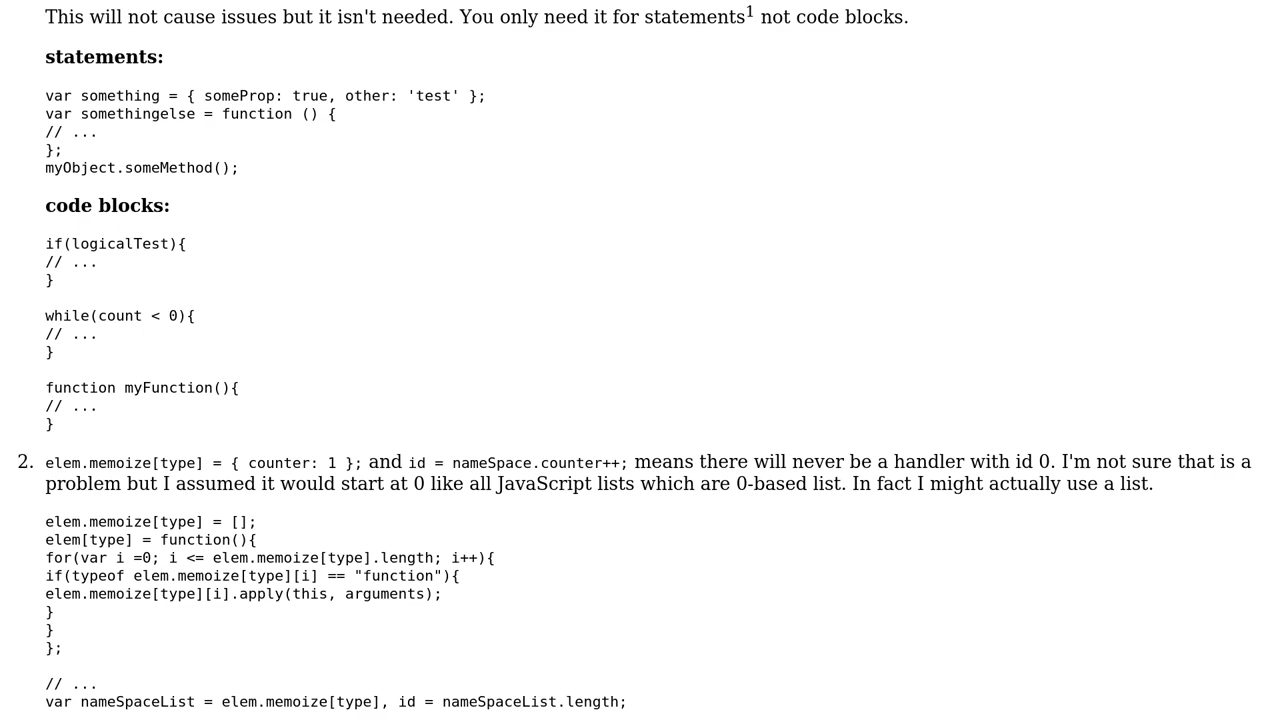 This will not cause issues but it isn't needed. You only need it for statements1 not code blocks.
statements:
var something = { someProp: true, other: 'test' };
var somethingelse = function () {
// ...
};
myObject.someMethod();
code blocks:
if(logicalTest){
// ...
}
while(count < 0){
// ...
}
function myFunction(){
// ...
}
2. elem.memoize[type] = { counter: 1 }; and id = nameSpace.counter++; means there will never be a handler with id 0. I'm not sure that is a
problem but I assumed it would start at 0 like all JavaScript lists which are 0-based list. In fact I might actually use a list.
elem.memoize[type] = [];
elem[type] = function(){
for(var i =0; i <= elem.memoize[type].length; i++){
if(typeof elem.memoize[type][i] == "function"){
elem.memoize[type][i].apply(this, arguments);
}
}
};
// ...
var nameSpaceList = elem.memoize[type], id = nameSpaceList.length;